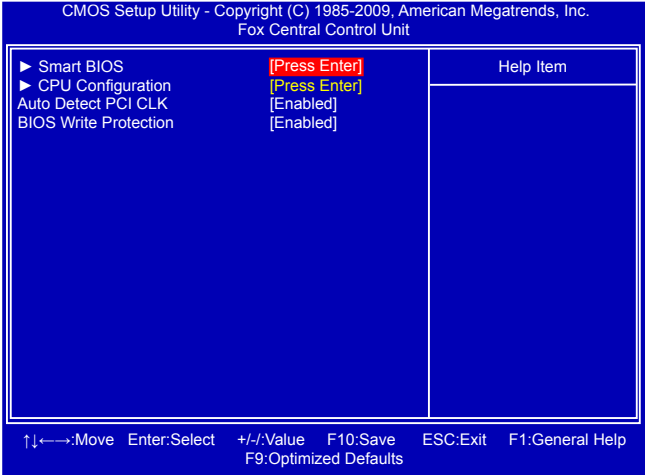 CMOS Setup Utility - Copyright (C) 1985-2009, American Megatrends, Inc.
Fox Central Control Unit
► Smart BIOS [Press Enter]
► CPU Configuration [Press Enter]
Auto Detect PCI CLK [Enabled]
BIOS Write Protection [Enabled]
Help Item
↑↓←→:Move Enter:Select +/-/:Value F10:Save ESC:Exit F1:General Help
F9:Optimized Defaults